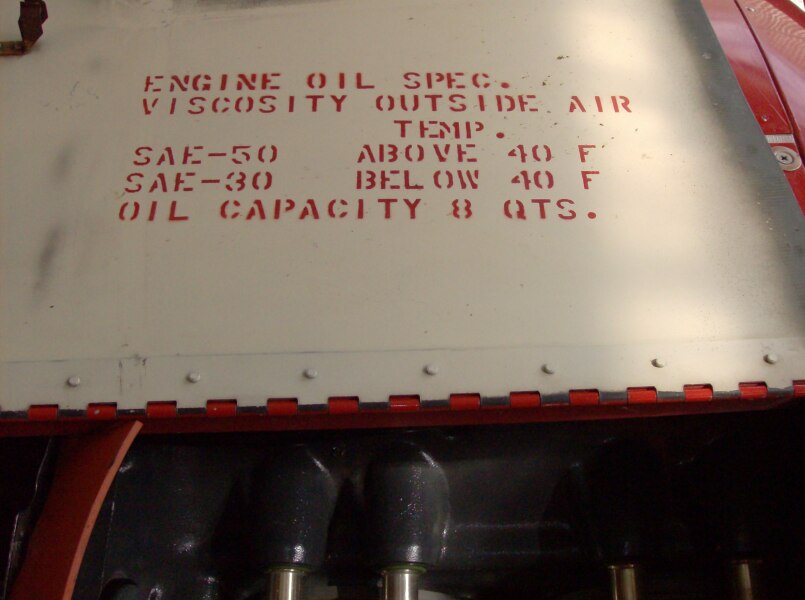 ENGINE OIL SPEC.
VISCOSITY OUTSIDE AIR
TEMP.
SAE-50 ABOVE 40 F
SAE-30 BELOW 40 F
OIL CAPACITY 8 QTS.